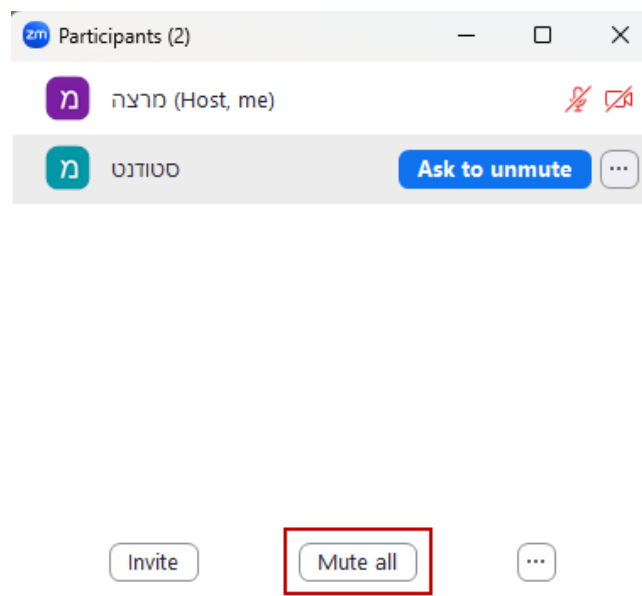 zm Participants (2)
מ מרצה (Host, me)
מ סטודנט Ask to unmute ...
Invite Mute all ...